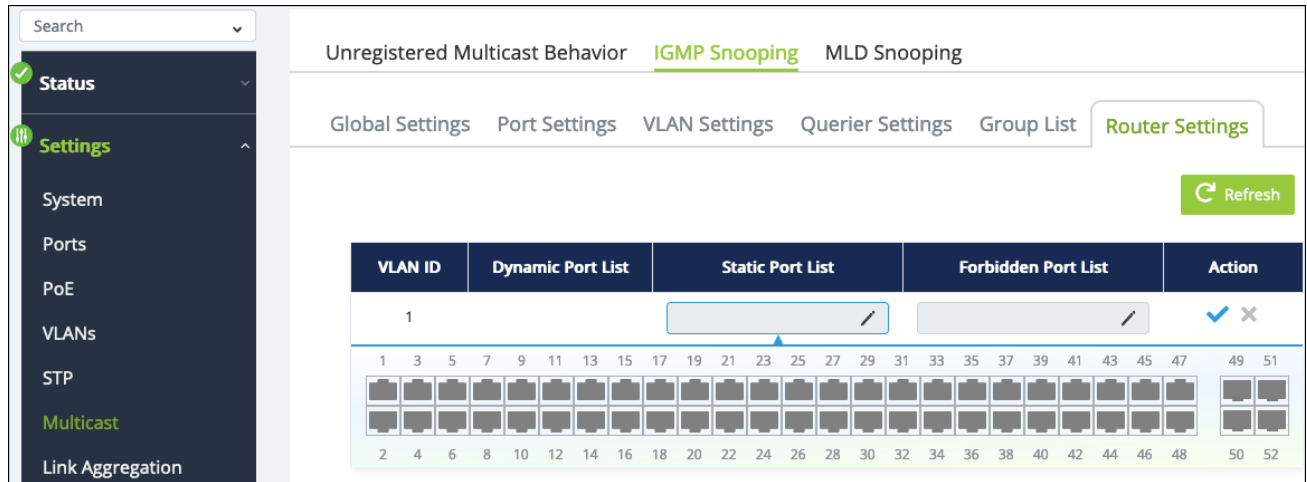 Search
Status
Settings
System
Ports
PoE
VLANs
STP
Multicast
Link Aggregation
Unregistered Multicast Behavior IGMP Snooping MLD Snooping
Global Settings Port Settings VLAN Settings Querier Settings Group List Router Settings
Refresh
VLAN ID Dynamic Port List Static Port List Forbidden Port List Action
1
1 3 5 7 9 11 13 15 17 19 21 23 25 27 29 31 33 35 37 39 41 43 45 47 49 51
2 4 6 8 10 12 14 16 18 20 22 24 26 28 30 32 34 36 38 40 42 44 46 48 50 52